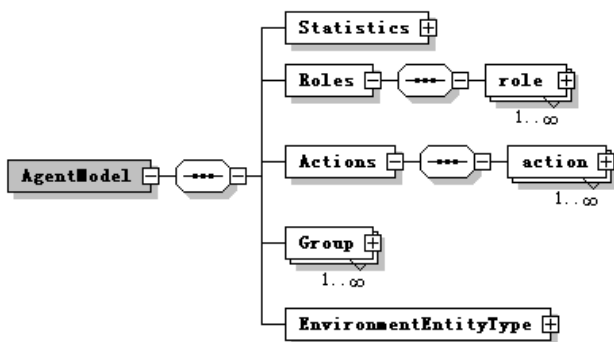 Statistics
Roles
role
1..∞
AgentModel
Actions
action
1..∞
Group
1..∞
EnvironmentEntityType